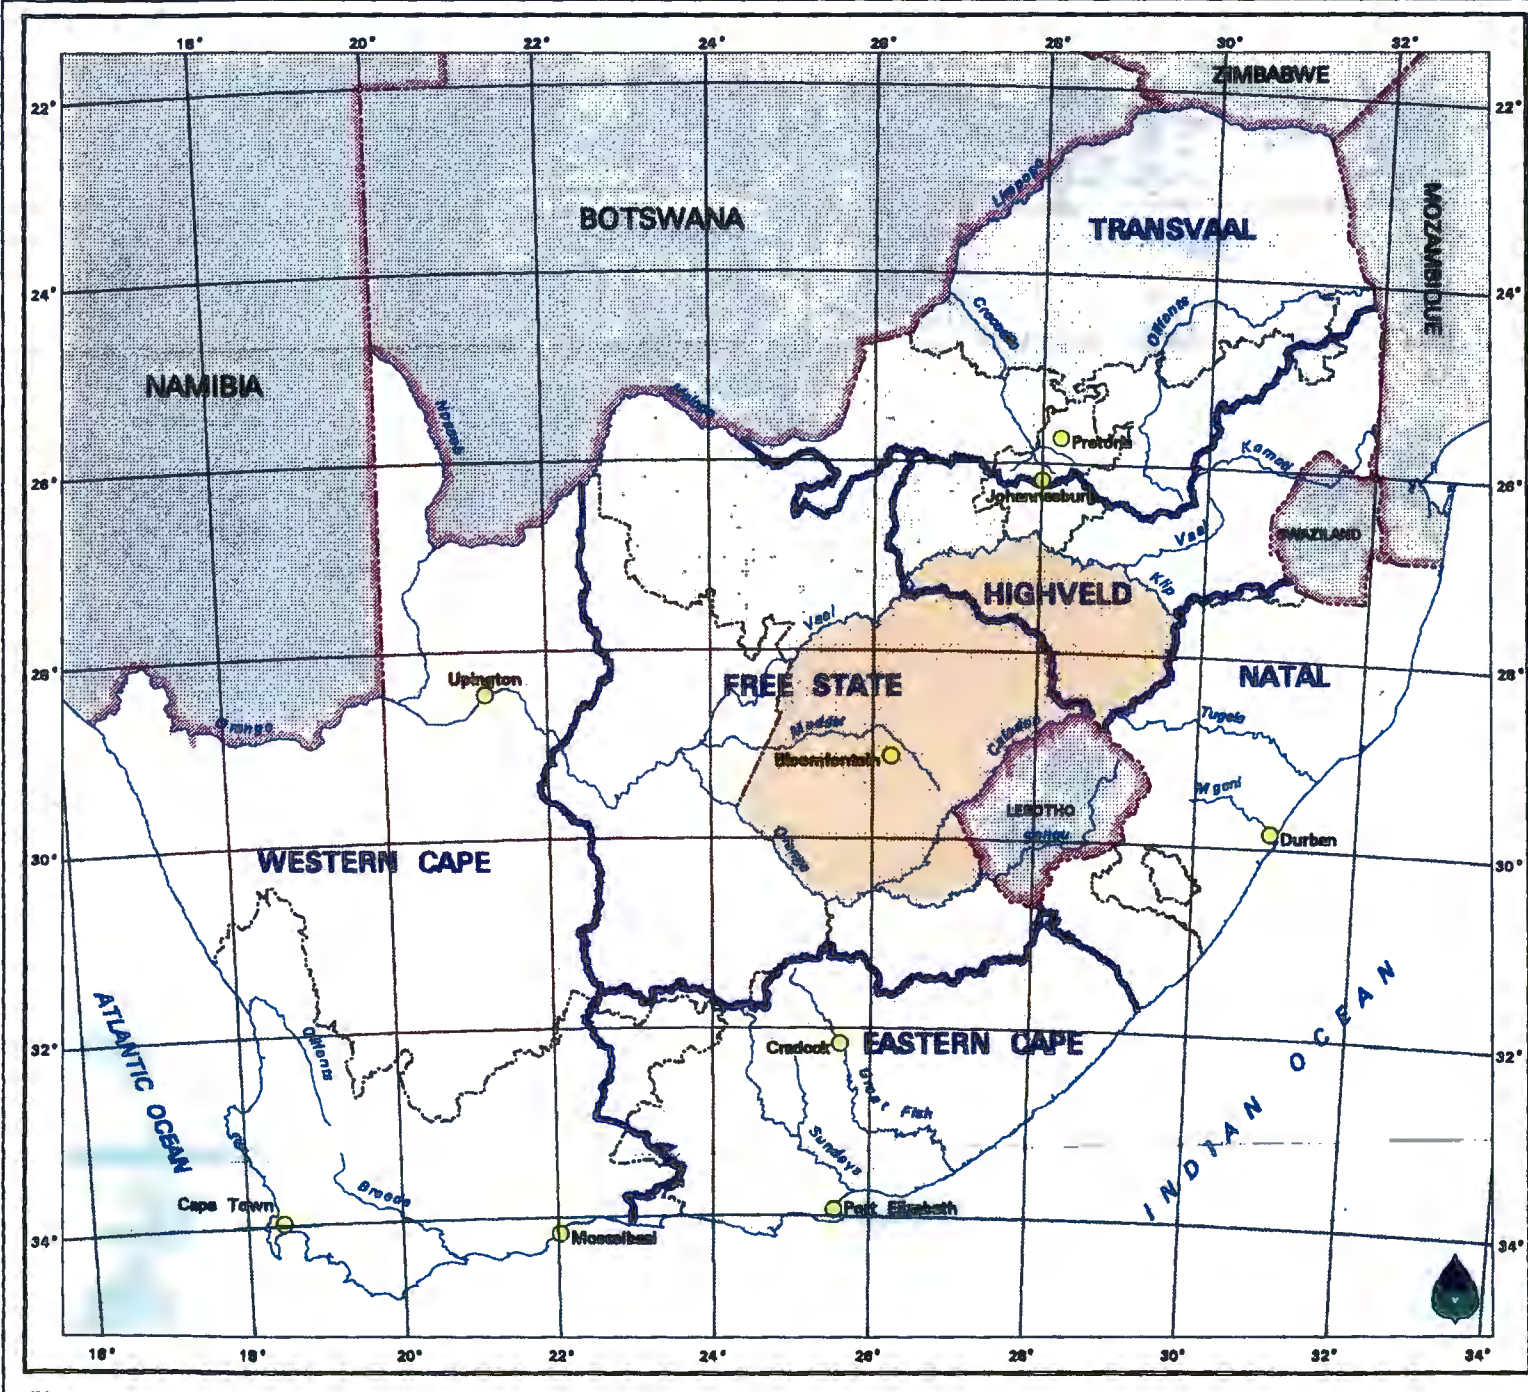 18° 20° 22° 24° 26° 28° 30° 32°
ZIMBABWE
22° 22°
Limpopo
BOTSWANA
TRANSVAAL
MOZAMBIQUE
24° 24°
Crocodile
Olifants
NAMIBIA
Molopo
Nossob
Pretoria
Komati
26° 26°
Johannesburg
Vaal
SWAZILAND
Klip
HIGHVELD
Vaal
28° 28°
Upington
FREE STATE
NATAL
Orange
Modder
Caledon
Tugela
Bloemfontein
Mgeni
LESOTHO
Senqu
Durban
Orange
30° 30°
WESTERN CAPE
ATLANTIC OCEAN
INDIAN OCEAN
Olifants
32° 32°
Cradock
EASTERN CAPE
Great Fish
Sundays
Breede
Cape Town
Port Elizabeth
Mosselbaai
34° 34°
16° 18° 20° 22° 24° 26° 28° 30° 32° 34°